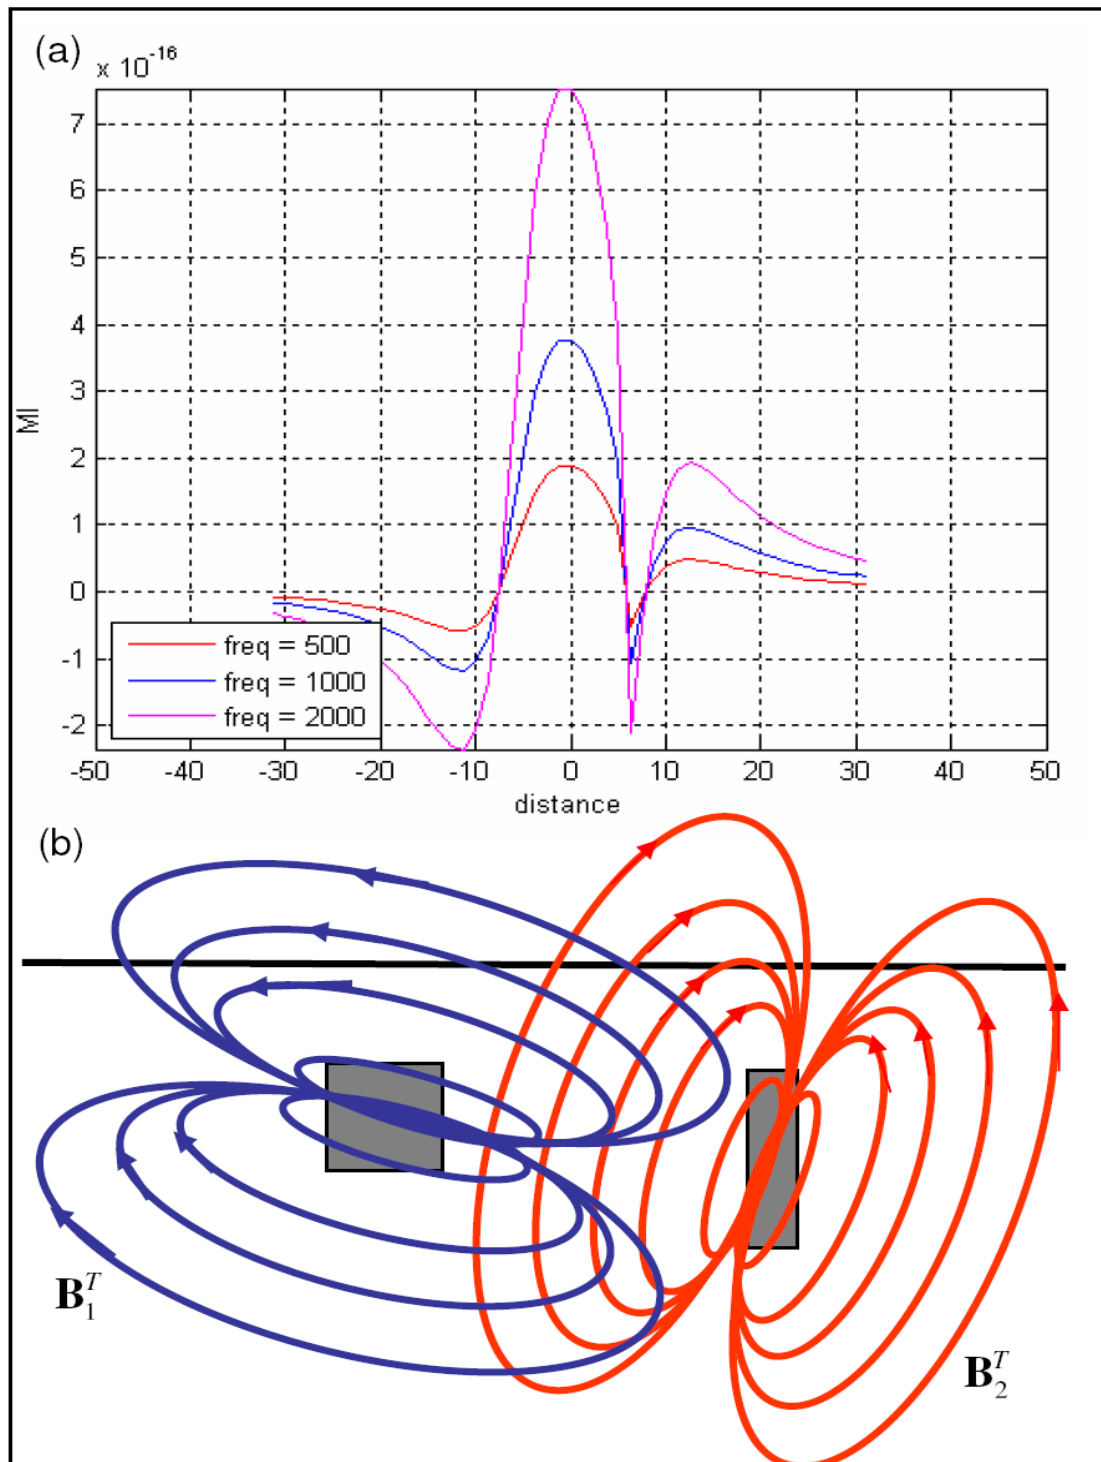 (a)
x 10^-16
7
6
5
4
3
2
1
0
-1
-2
MI
freq = 500
freq = 1000
freq = 2000
-50 -40 -30 -20 -10 0 10 20 30 40 50
distance
(b)
B_1^T
B_2^T